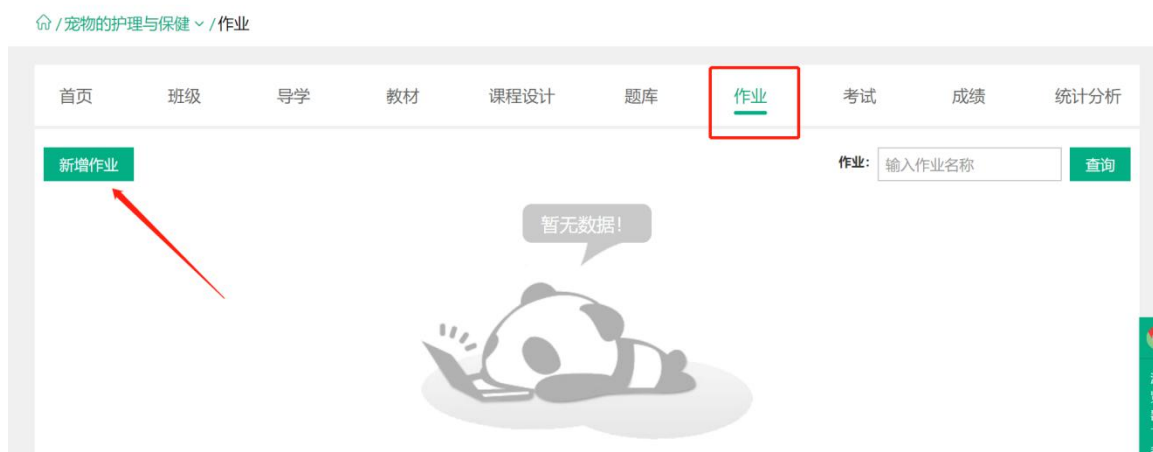 / 宠物的护理与保健 / 作业
首页 班级 导学 教材 课程设计 题库 作业 考试 成绩 统计分析
新增作业 作业: 输入作业名称 查询
暂无数据!